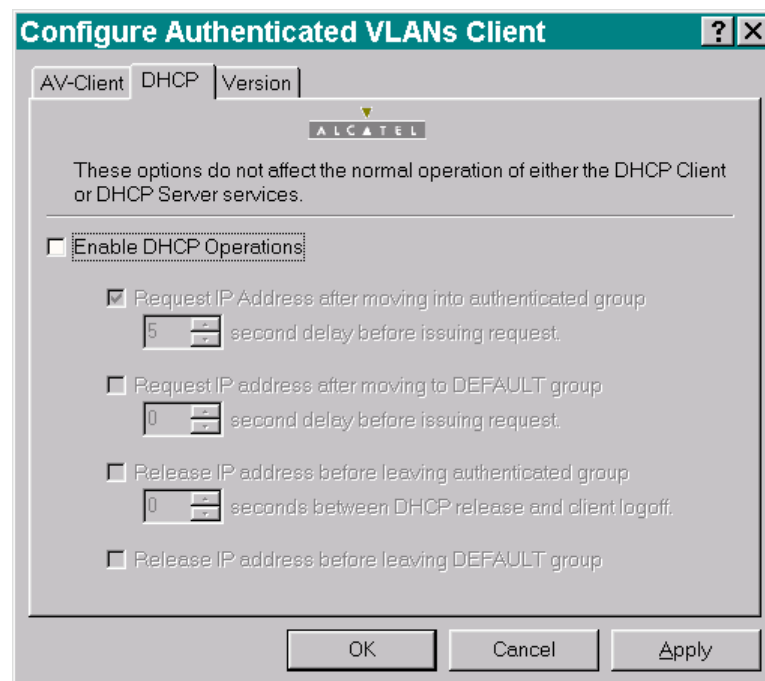 Configure Authenticated VLANs Client ? X
AV-Client DHCP Version
ALCATEL
These options do not affect the normal operation of either the DHCP Client
or DHCP Server services.
Enable DHCP Operations
Request IP Address after moving into authenticated group
5 second delay before issuing request.
Request IP address after moving to DEFAULT group
0 second delay before issuing request.
Release IP address before leaving authenticated group
0 seconds between DHCP release and client logoff.
Release IP address before leaving DEFAULT group
OK Cancel Apply